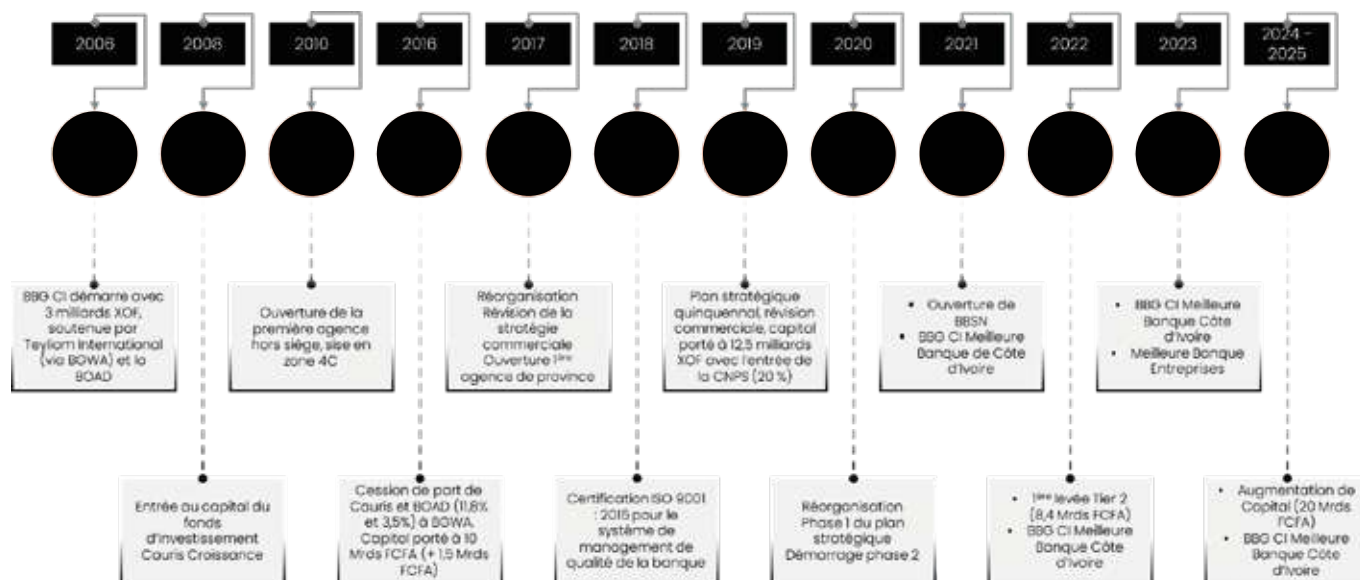 2006
2008
2010
2016
2017
2018
2019
2020
2021
2022
2023
2024 -
2025
BBG CI démarre avec
3 milliards XOF,
soutenue par
Teyliom International
(via BGWA) et la
BOAD
Ouverture de la
première agence
hors siège, sise en
zone 4C
Réorganisation
Révision de la
stratégie
commerciale
Ouverture 1ère
agence de province
Plan stratégique
quinquennal, révision
commerciale, capital
porté à 12,5 milliards
XOF avec l'entrée de
la CNPS (20 %)
• Ouverture de
BBSN
• BBG CI Meilleure
Banque de Côte
d'Ivoire
• BBG CI Meilleure
Banque Côte
d'Ivoire
• Meilleure Banque
Entreprises
Entrée au capital du
fonds
d'investissement
Cauris Croissance
Cession de part de
Cauris et BOAD (11,8%
et 3,5%) à BGWA.
Capital porté à 10
Mrds FCFA (+ 1,5 Mrds
FCFA)
Certification ISO 9001
: 2015 pour le
système de
management de
qualité de la banque
Réorganisation
Phase 1 du plan
stratégique
Démarrage phase 2
• 1ère levée Tier 2
(8,4 Mrds FCFA)
• BBG CI Meilleure
Banque Côte
d'Ivoire
• Augmentation de
Capital (20 Mrds
FCFA)
• BBG CI Meilleure
Banque Côte
d'Ivoire